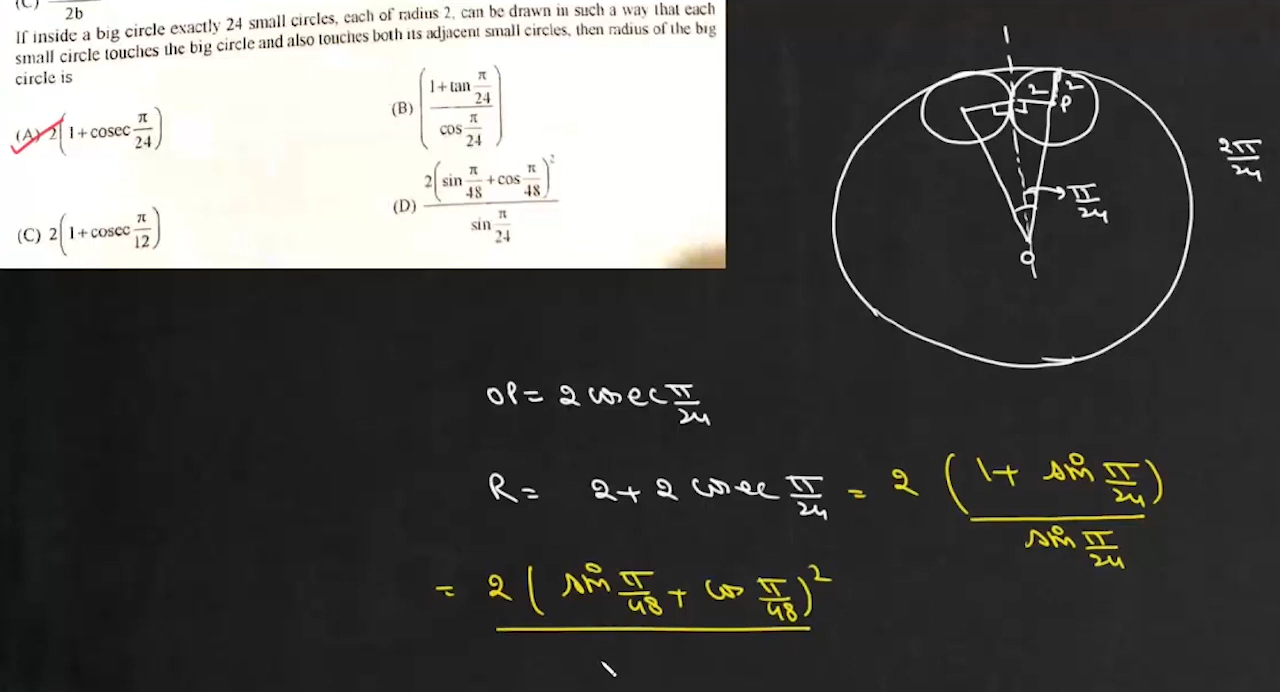 (C) 2b
If inside a big circle exactly 24 small circles, each of radius 2, can be drawn in such a way that each
small circle touches the big circle and also touches both its adjacent small circles, then radius of the big
circle is
(A) 2(1+cosec π/24)
(B) ((1+tan π/24)/(cos π/24))
(C) 2(1+cosec π/12)
(D) 2(sin π/48 + cos π/48)²/(sin π/24)
1
2 2
P
π/24
O
2π/24
OP = 2 cosec π/24
R = 2 + 2 cosec π/24 = 2 (1 + sin π/24)/(sin π/24)
= 2 (sin π/48 + cos π/48)²